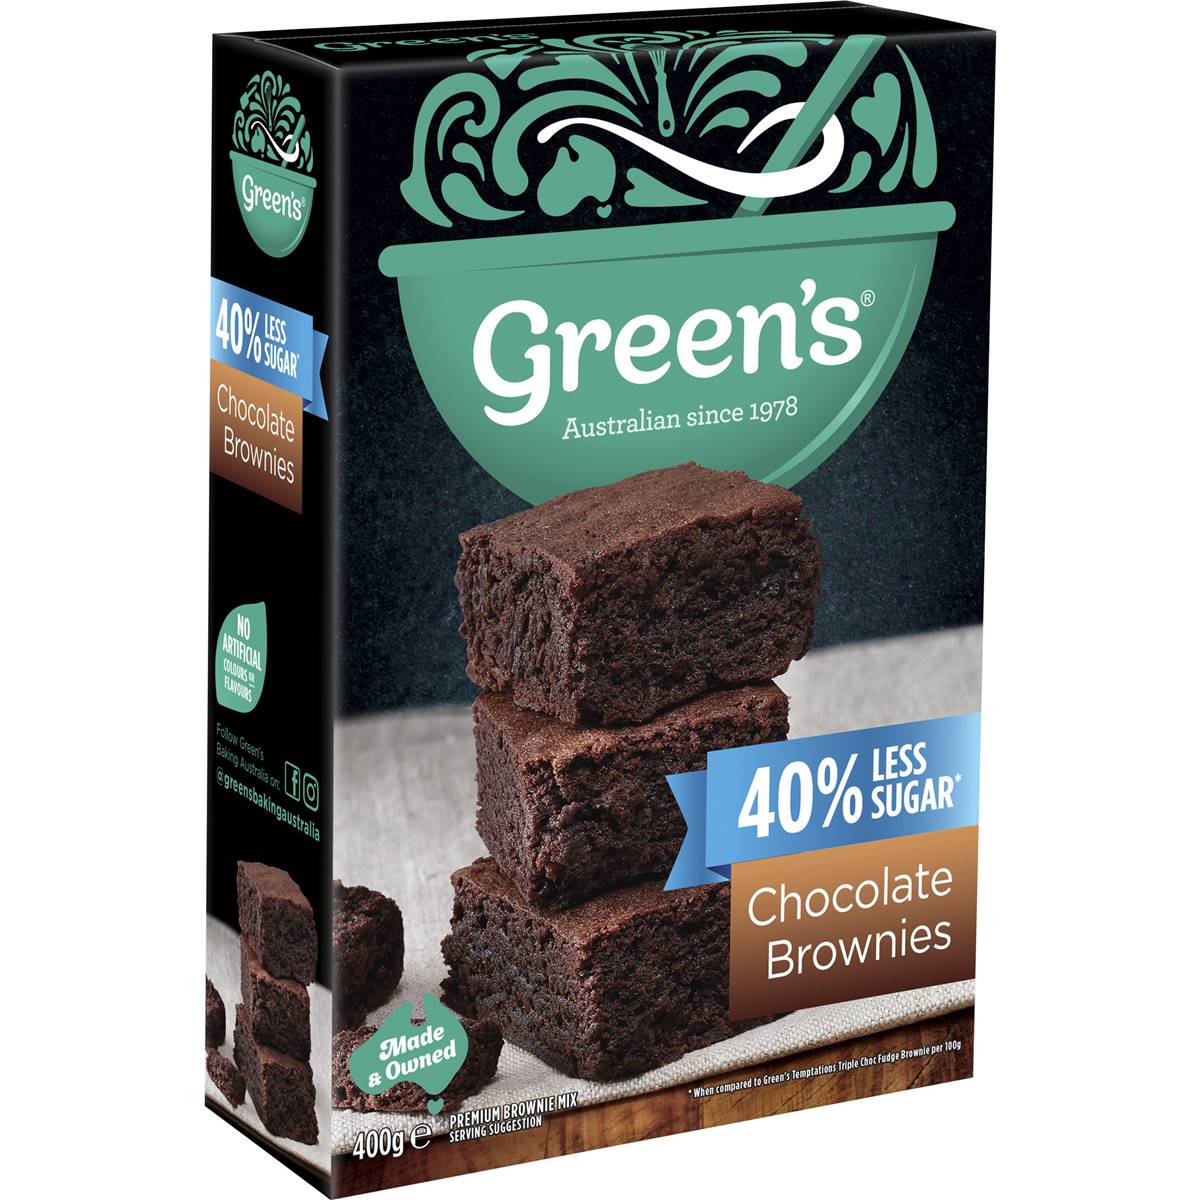 Green's
Green's®
40% LESS
SUGAR*
Chocolate
Brownies
NO
ARTIFICIAL
COLOURS OR
FLAVOURS
Follow Green's
Baking Australia on:
@greensbakingaustralia
Green's®
Australian since 1978
40% LESS
SUGAR*
Chocolate
Brownies
Made
& Owned
* When compared to Green's Temptations Triple Choc Fudge Brownie per 100g
400g ℮
PREMIUM BROWNIE MIX
SERVING SUGGESTION